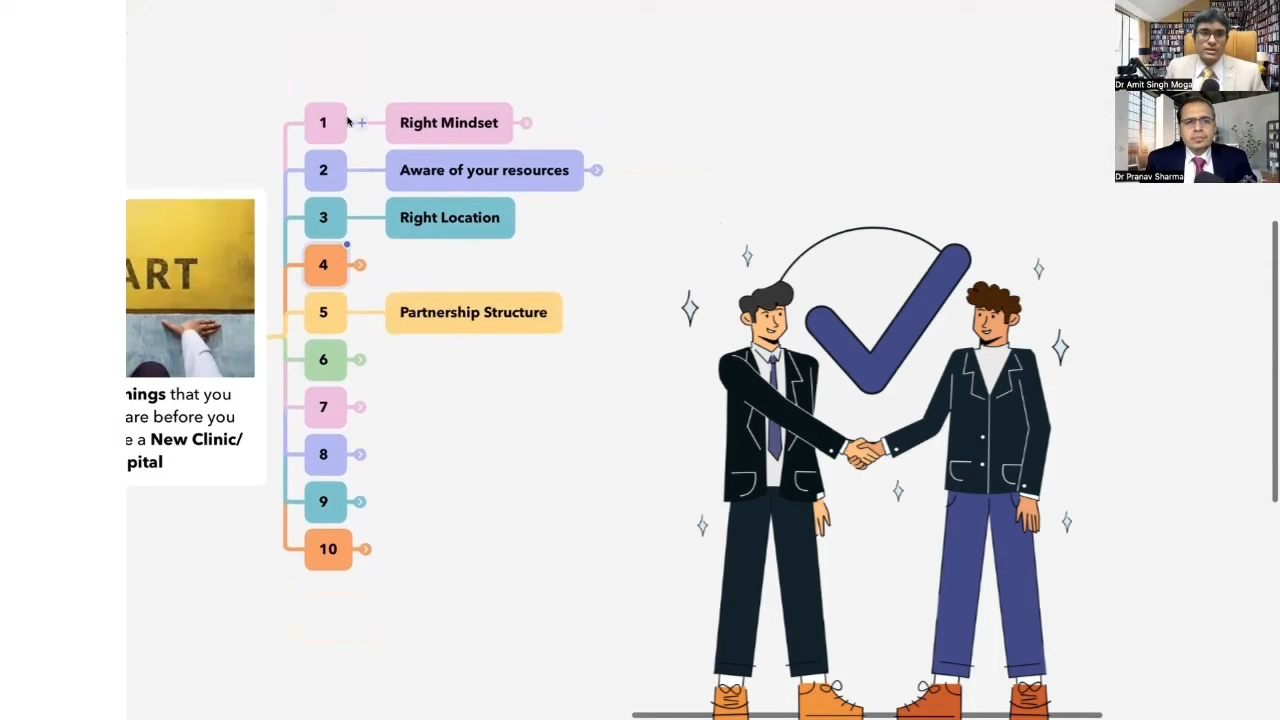 Dr Amit Singh Moga
Dr Pranav Sharma
1
Right Mindset
2
Aware of your resources
3
Right Location
4
5
Partnership Structure
6
7
8
9
10
ART
nings that you
are before you
e a New Clinic/
pital